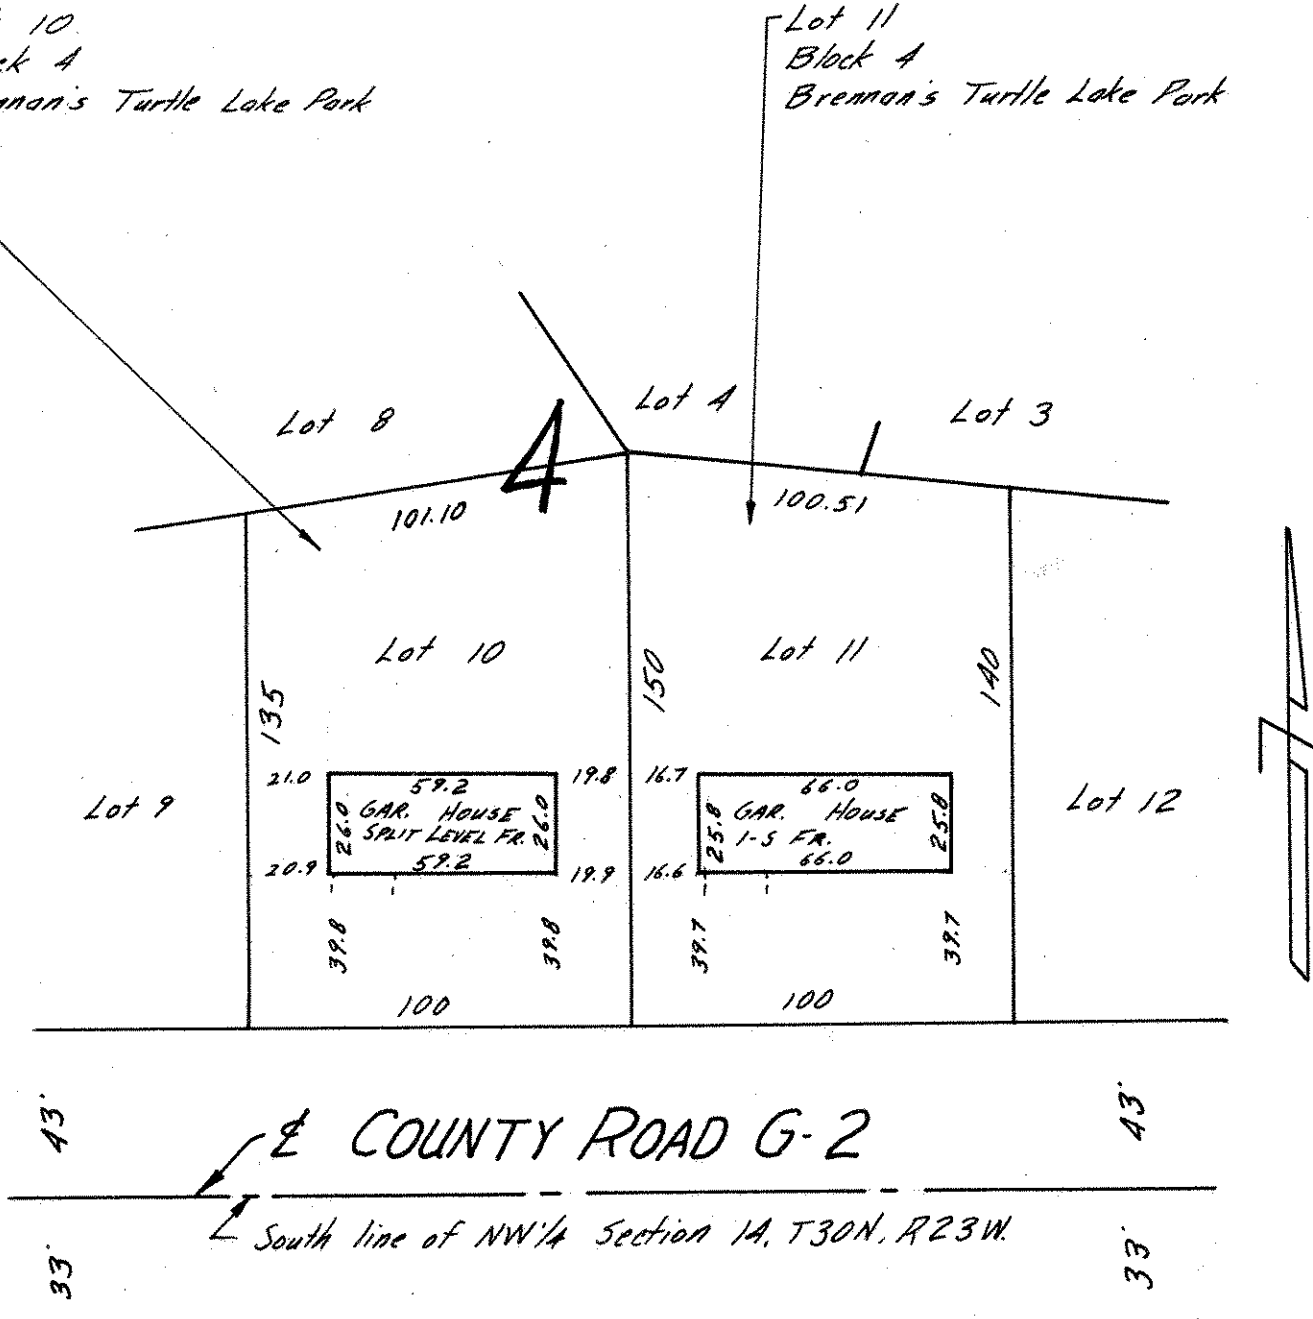 10
4
Turtle Lake Park
Lot 11
Block 4
Brennan's Turtle Lake Park
Lot 8
4
Lot 4
Lot 3
101.10
100.51
Lot 10
Lot 11
135
150
140
Lot 9
21.0
59.2
19.8
16.7
66.0
Lot 12
26.0
GAR. HOUSE
SPLIT LEVEL FR.
26.0
25.8
GAR. HOUSE
1-S FR.
25.8
20.9
59.2
19.9
16.6
66.0
39.8
39.8
39.7
39.7
100
100
43'
℄ COUNTY ROAD G-2
43'
South line of NW 1/4 Section 14, T30N, R23W.
33'
33'